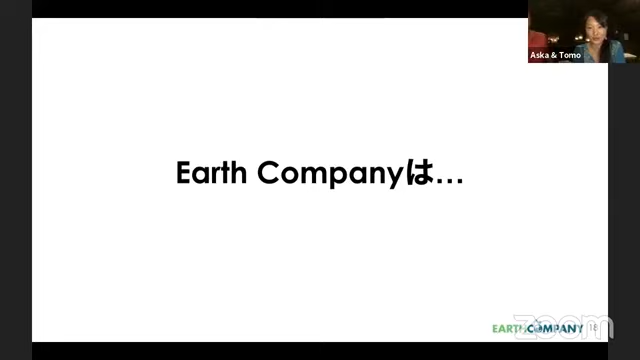 Aska & Tomo
Earth Companyは…
EARTH COMPANY 18
zoom